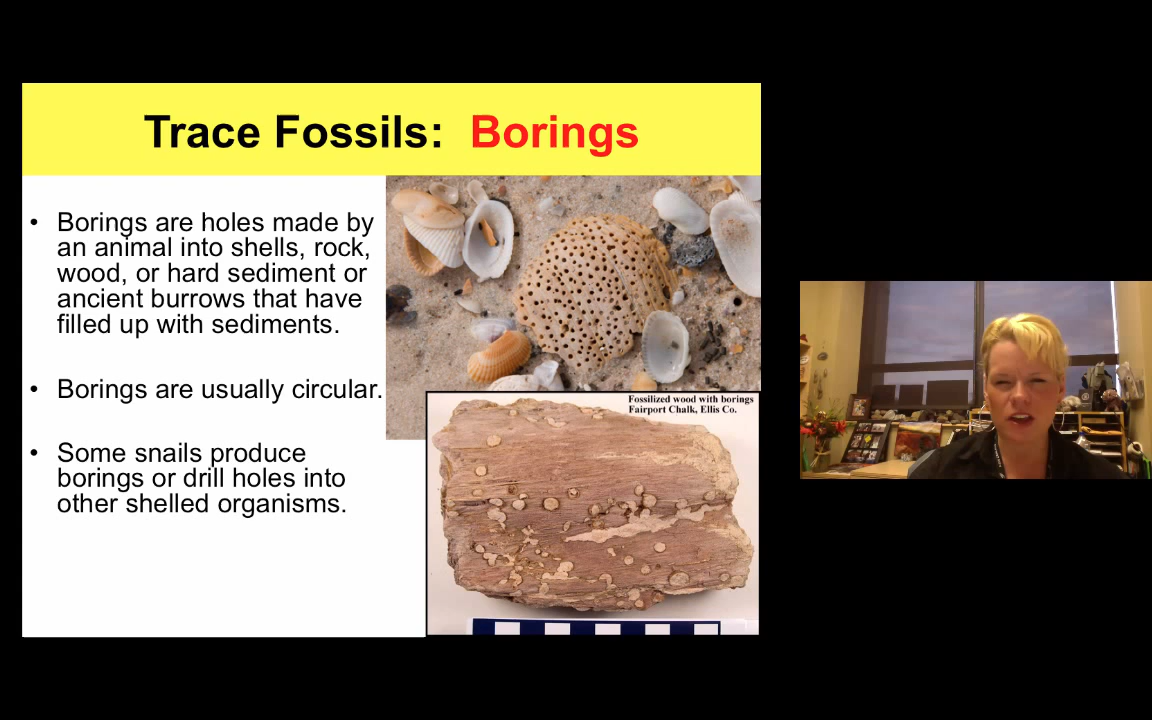 Trace Fossils: Borings
• Borings are holes made by
an animal into shells, rock,
wood, or hard sediment or
ancient burrows that have
filled up with sediments.
• Borings are usually circular.
• Some snails produce
borings or drill holes into
other shelled organisms.
Fossilized wood with borings
Fairport Chalk, Ellis Co.